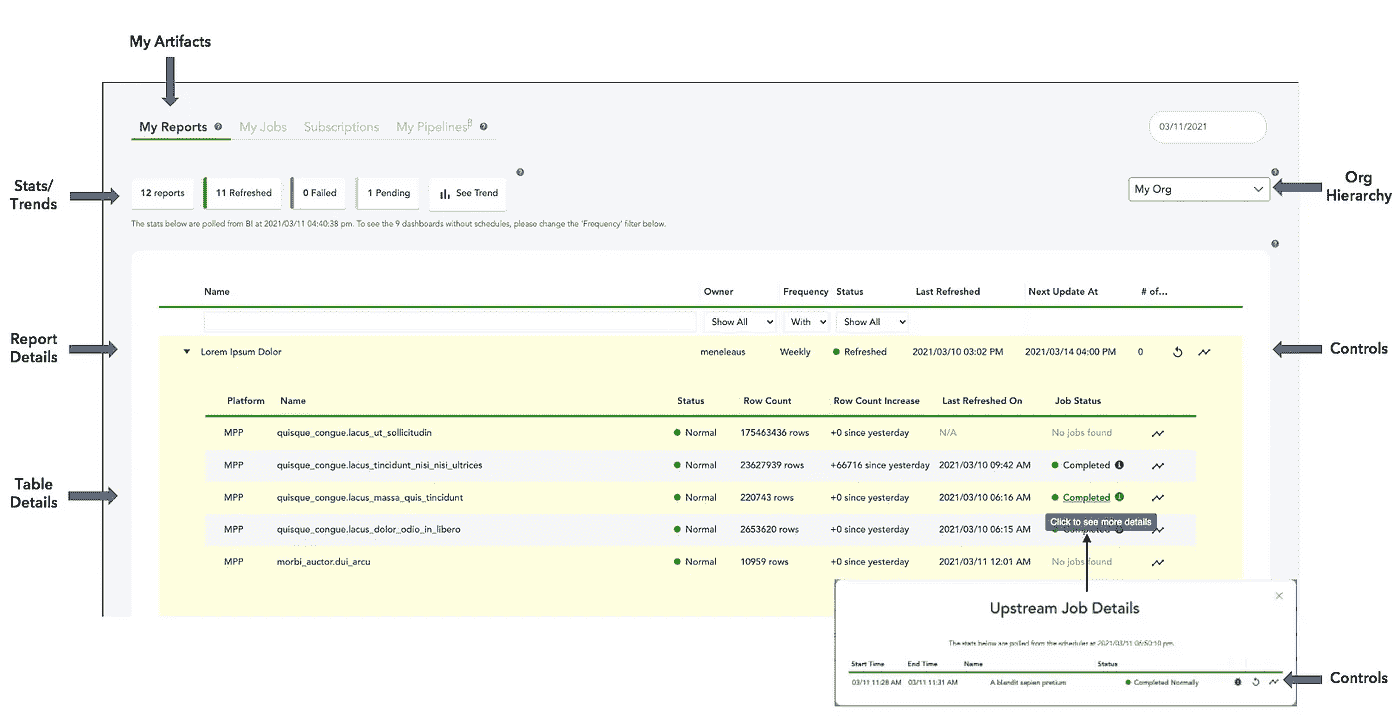 My Artifacts
My Reports My Jobs Subscriptions My Pipelines β
03/11/2021
Stats/
Trends
12 reports 11 Refreshed 0 Failed 1 Pending See Trend
My Org
Org
Hierarchy
The stats below are polled from BI at 2021/03/11 04:40:38 pm. To see the 9 dashboards without schedules, please change the 'Frequency' filter below.
Name Owner Frequency Status Last Refreshed Next Update At # of...
Show All With Show All
Report
Details
Lorem Ipsum Dolor meneleaus Weekly Refreshed 2021/03/10 03:02 PM 2021/03/14 04:00 PM 0
Controls
Platform Name Status Row Count Row Count Increase Last Refreshed On Job Status
MPP quisque_congue.lacus_ut_sollicitudin Normal 175463436 rows +0 since yesterday N/A No jobs found
MPP quisque_congue.lacus_tincidunt_nisi_nisi_ultrices Normal 23627939 rows +66716 since yesterday 2021/03/10 09:42 AM Completed
Table
Details
MPP quisque_congue.lacus_massa_quis_tincidunt Normal 220743 rows +0 since yesterday 2021/03/10 06:16 AM Completed
Click to see more details
MPP quisque_congue.lacus_dolor_odio_in_libero Normal 2653620 rows +0 since yesterday 2021/03/10 06:15 AM Completed
MPP morbi_auctor.dui_arcu Normal 10959 rows +0 since yesterday 2021/03/11 12:01 AM No jobs found
Upstream Job Details
The stats below are polled from the scheduler at 2021/03/11 06:50:10 pm.
Start Time End Time Name Status
03/11 11:28 AM 03/11 11:31 AM A blandit sapien pretium Completed Normally
Controls